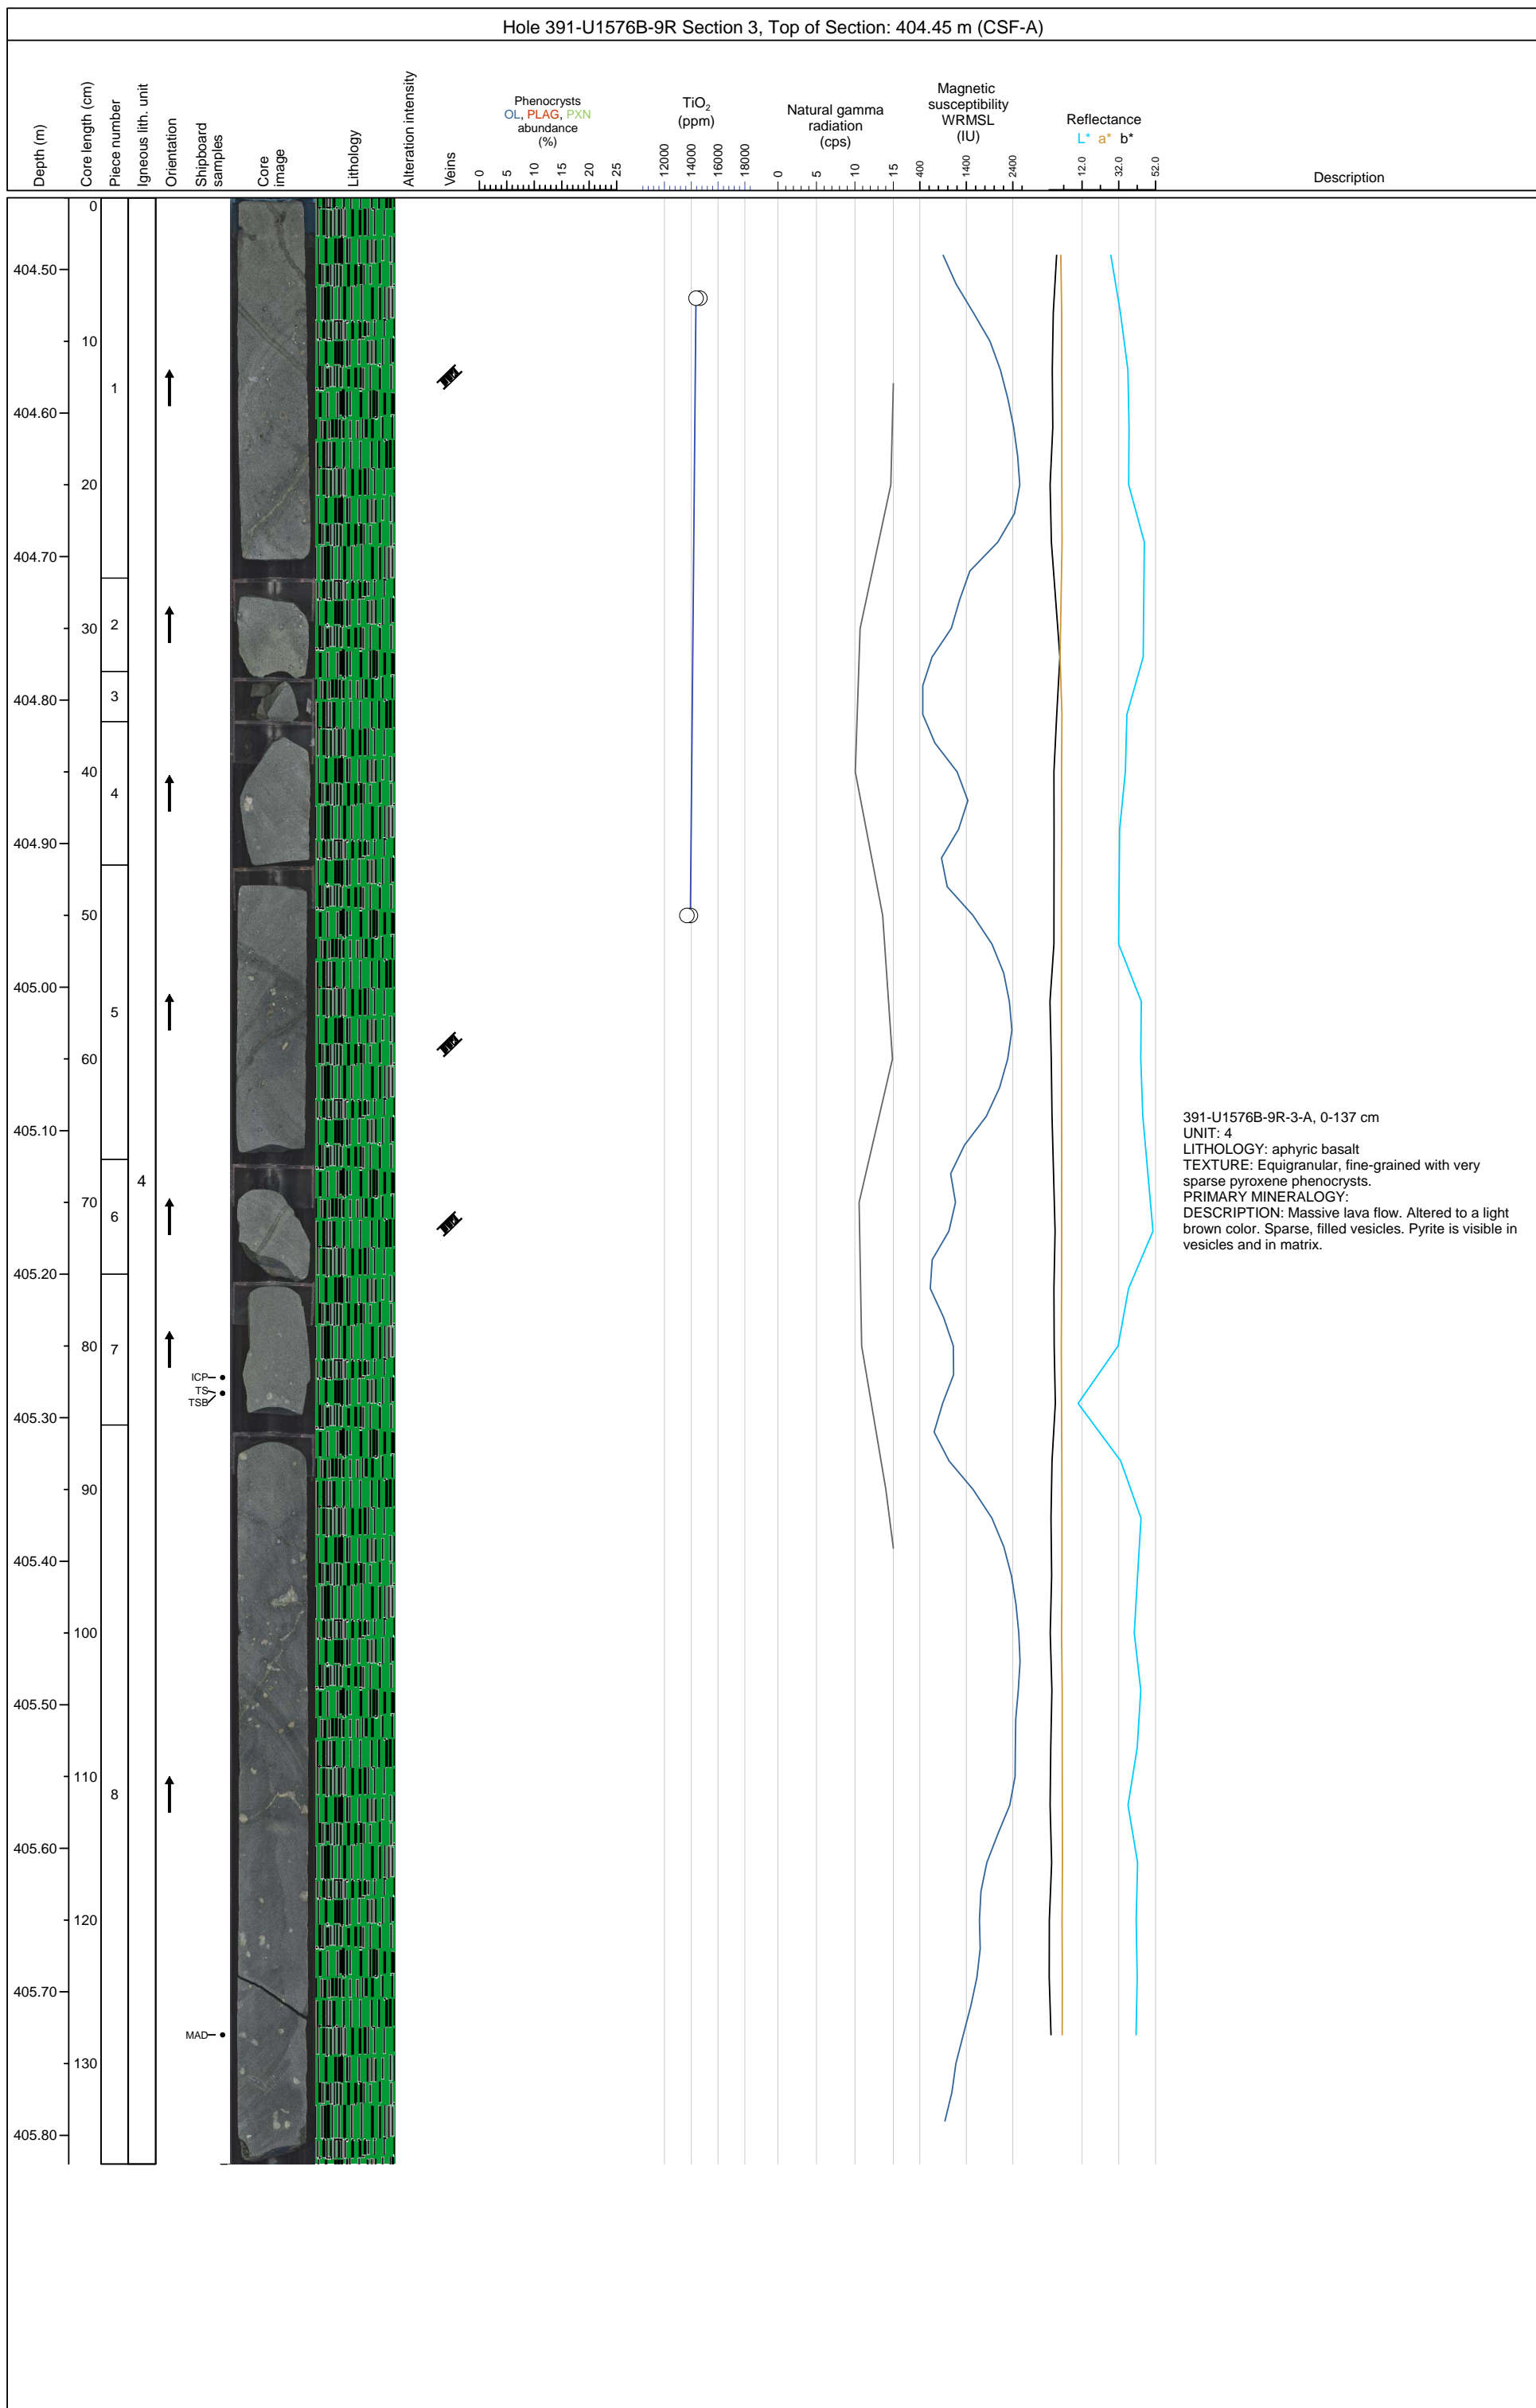 Hole 391-U1576B-9R Section 3, Top of Section: 404.45 m (CSF-A)
Depth (m)
Core length (cm)
Piece number
Igneous lith. unit
Orientation
Shipboard
samples
Core
image
Lithology
Alteration intensity
Veins
Phenocrysts
OL, PLAG, PXN
abundance
(%)
0 5 10 15 20 25
TiO₂
(ppm)
12000 14000 16000 18000
Natural gamma
radiation
(cps)
0 5 10 15
Magnetic
susceptibility
WRMSL
(IU)
400 1400 2400
Reflectance
L* a* b*
12.0 32.0 52.0
Description
0
404.50
10
1
404.60
20
404.70
2
30
3
404.80
40
4
404.90
50
405.00
5
60
405.10
4
70
6
405.20
80
7
ICP
TS
TSB
405.30
90
405.40
100
405.50
110
8
405.60
120
405.70
MAD
130
405.80
391-U1576B-9R-3-A, 0-137 cm
UNIT: 4
LITHOLOGY: aphyric basalt
TEXTURE: Equigranular, fine-grained with very
sparse pyroxene phenocrysts.
PRIMARY MINERALOGY:
DESCRIPTION: Massive lava flow. Altered to a light
brown color. Sparse, filled vesicles. Pyrite is visible in
vesicles and in matrix.